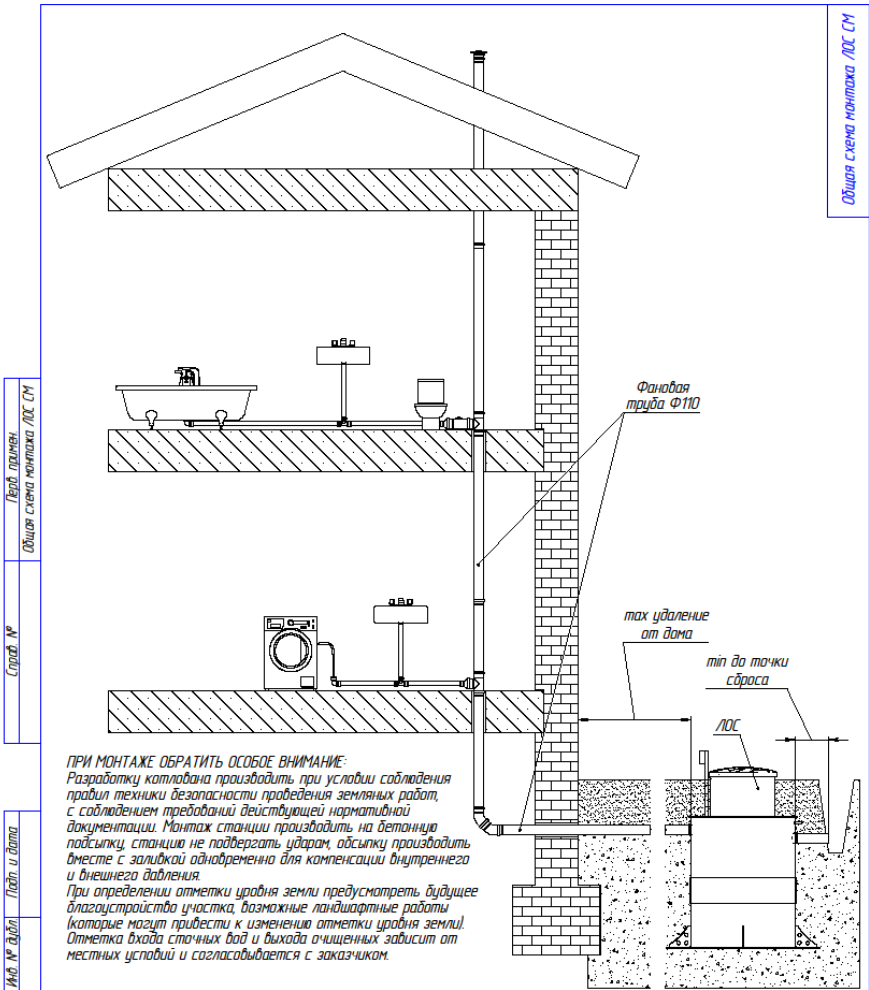 Общая схема монтажа ЛОС СМ
Фановая
труба Ф110
max удаление
от дома
min до точки
сброса
ЛОС
ПРИ МОНТАЖЕ ОБРАТИТЬ ОСОБОЕ ВНИМАНИЕ:
Разработку котлована производить при условии соблюдения
правил техники безопасности проведения земляных работ,
с соблюдением требований действующей нормативной
документации. Монтаж станции производить на бетонную
подсыпку, станцию не подвергать ударам, обсыпку производить
вместе с заливкой одновременно для компенсации внутреннего
и внешнего давления.
При определении отметки уровня земли предусмотреть будущее
благоустройство участка, возможные ландшафтные работы
(которые могут привести к изменению отметки уровня земли).
Отметка входа сточных вод и выхода очищенных зависит от
местных условий и согласовывается с заказчиком.
Перв. примен.
Общая схема монтажа ЛОС СМ
Справ. №
Подп. и дата
Инв. № дубл.